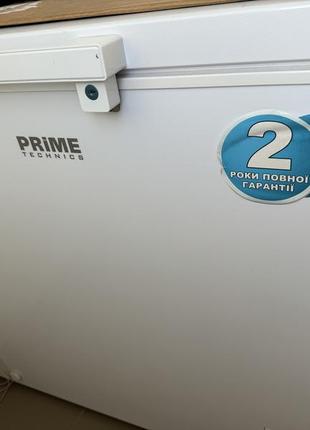 PRIME
TECHNICS
2
РОКИ ПОВНОЇ
ГАРАНТІЇ